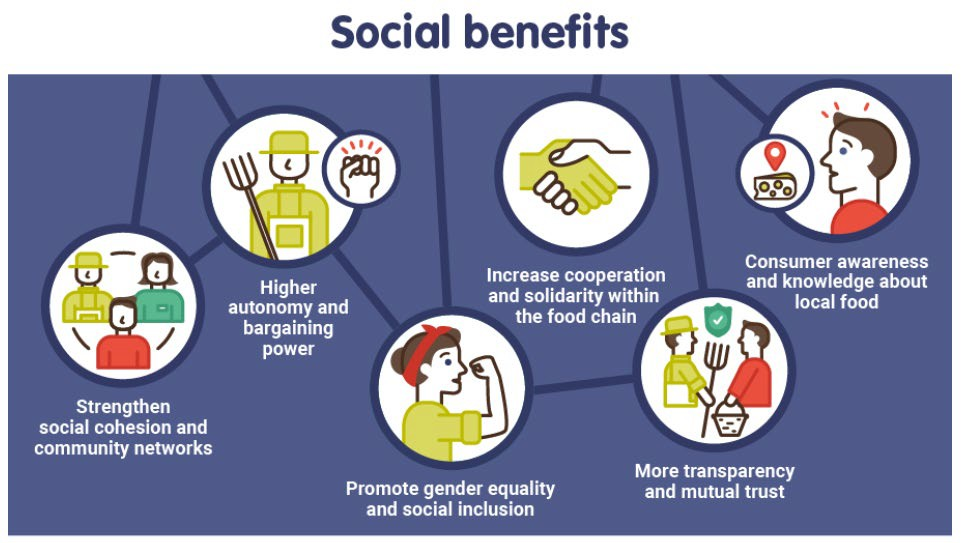 Social benefits
Strengthen
social cohesion and
community networks
Higher
autonomy and
bargaining
power
Promote gender equality
and social inclusion
Increase cooperation
and solidarity within
the food chain
More transparency
and mutual trust
Consumer awareness
and knowledge about
local food